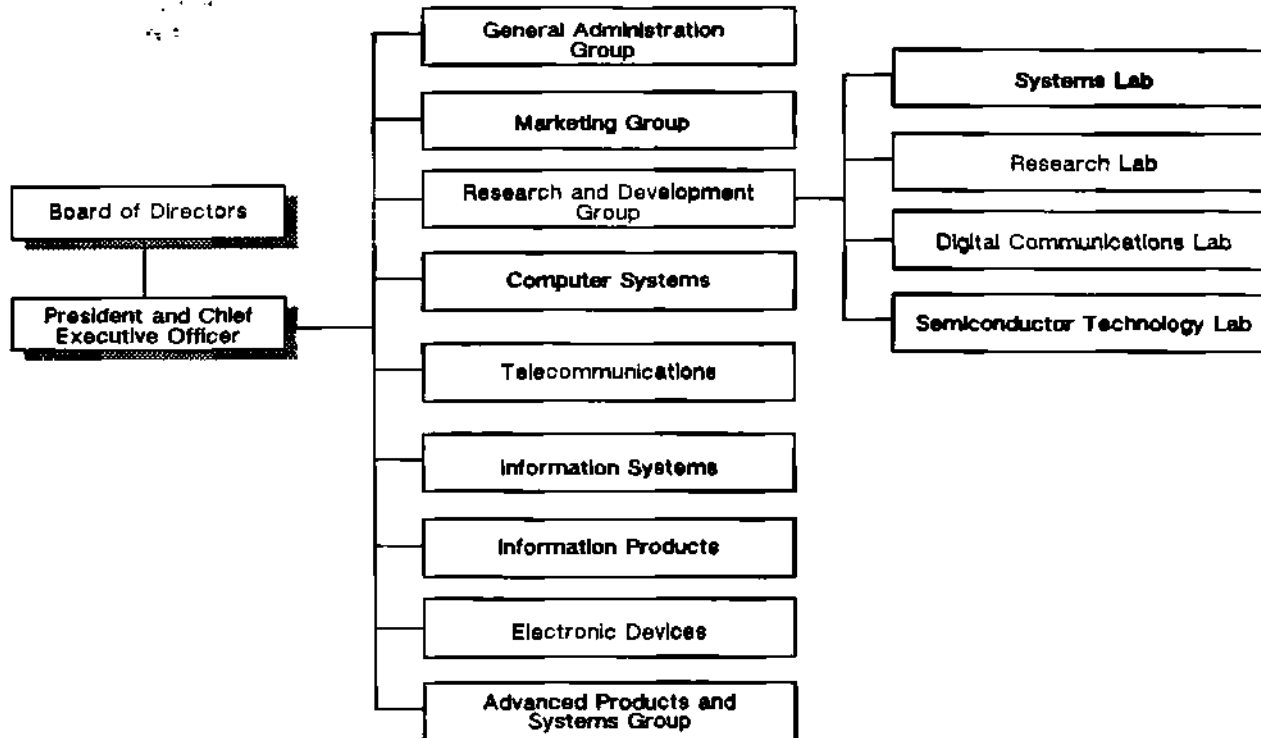 Board of Directors
President and Chief
Executive Officer
General Administration
Group
Marketing Group
Research and Development
Group
Computer Systems
Telecommunications
Information Systems
Information Products
Electronic Devices
Advanced Products and
Systems Group
Systems Lab
Research Lab
Digital Communications Lab
Semiconductor Technology Lab